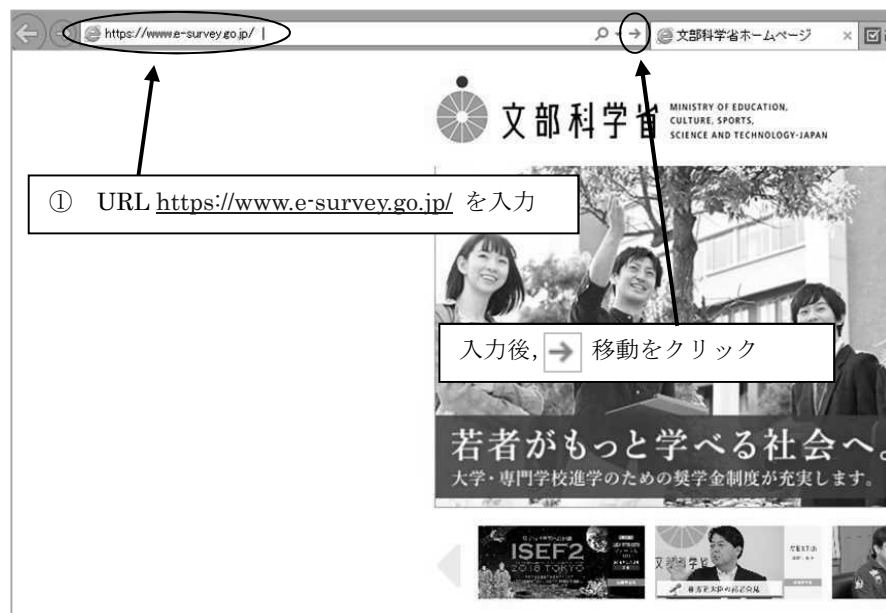 https://www.e-survey.go.jp/
文部科学省ホームページ
文部科学省
MINISTRY OF EDUCATION,
CULTURE, SPORTS,
SCIENCE AND TECHNOLOGY-JAPAN
① URL https://www.e-survey.go.jp/ を入力
入力後, → 移動をクリック
若者がもっと学べる社会へ。
大学・専門学校進学のための奨学金制度が充実します。
ISEF2
2018 TOKYO